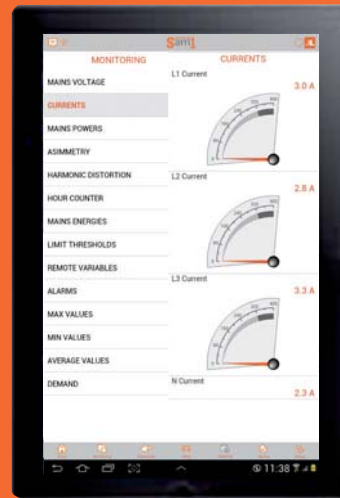 Sam1
MONITORING
CURRENTS
MAINS VOLTAGE
CURRENTS
MAINS POWERS
ASIMMETRY
HARMONIC DISTORTION
HOUR COUNTER
MAINS ENERGIES
LIMIT THRESHOLDS
REMOTE VARIABLES
ALARMS
MAX VALUES
MIN VALUES
AVERAGE VALUES
DEMAND
L1 Current
3.0 A
L2 Current
2.8 A
L3 Current
3.3 A
N Current
2.3 A
11:38